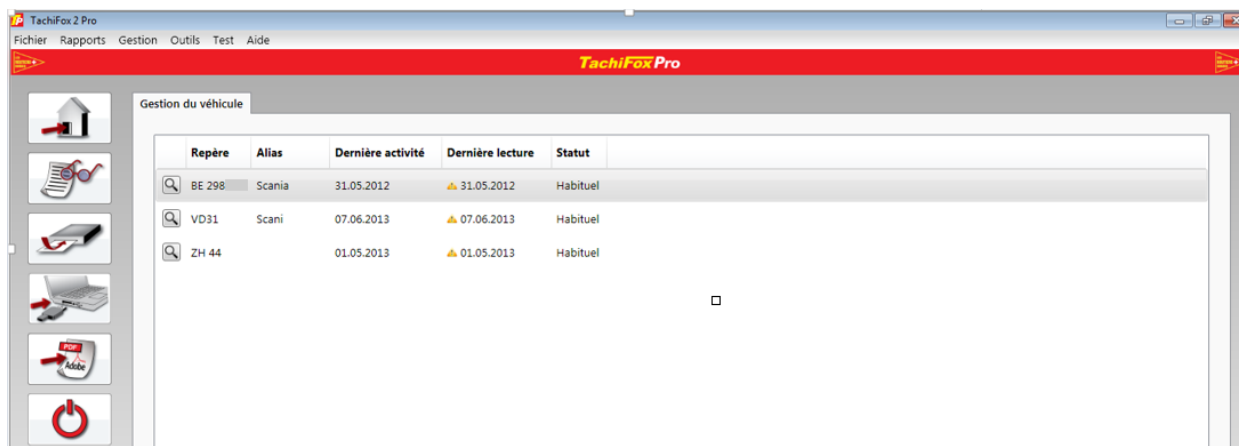 TachiFox 2 Pro
Fichier Rapports Gestion Outils Test Aide
TachiFox Pro
Gestion du véhicule
Repère Alias Dernière activité Dernière lecture Statut
BE 298 Scania 31.05.2012 31.05.2012 Habituel
VD31 Scani 07.06.2013 07.06.2013 Habituel
ZH 44 01.05.2013 01.05.2013 Habituel
PDF
Adobe